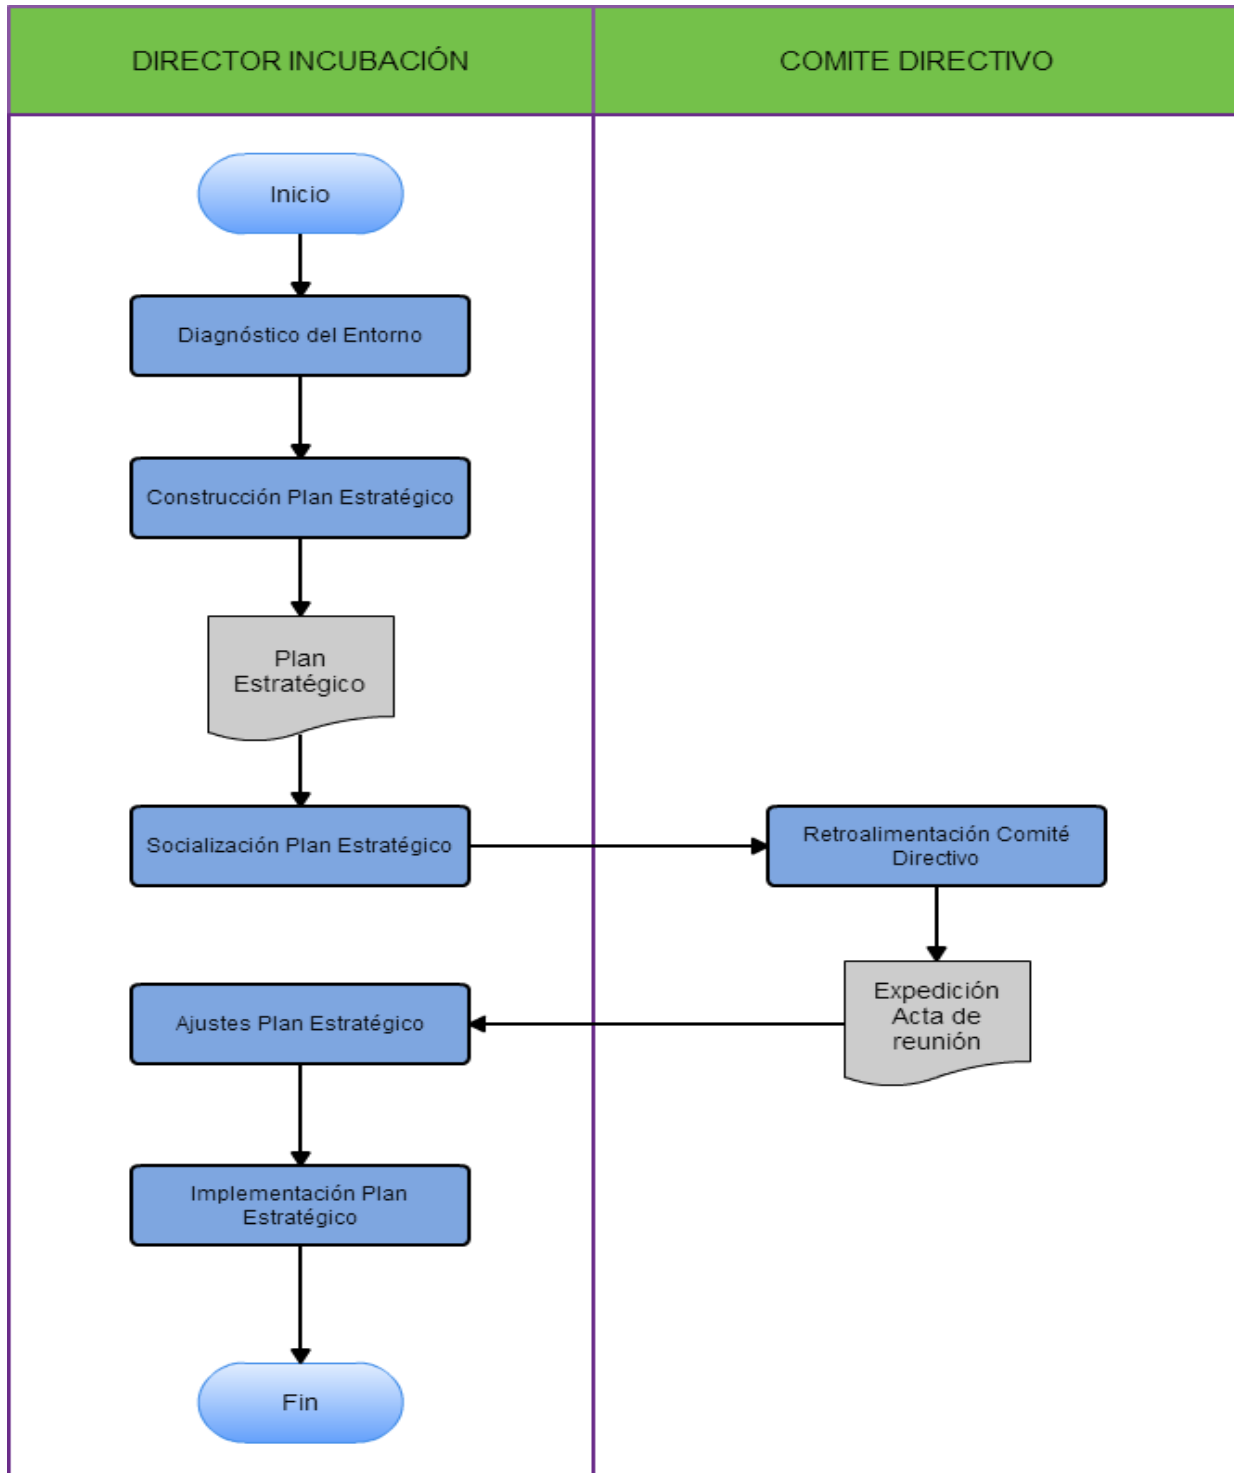 DIRECTOR INCUBACIÓN
COMITE DIRECTIVO
Inicio
Diagnóstico del Entorno
Construcción Plan Estratégico
Plan
Estratégico
Socialización Plan Estratégico
Retroalimentación Comité
Directivo
Expedición
Acta de
reunión
Ajustes Plan Estratégico
Implementación Plan
Estratégico
Fin